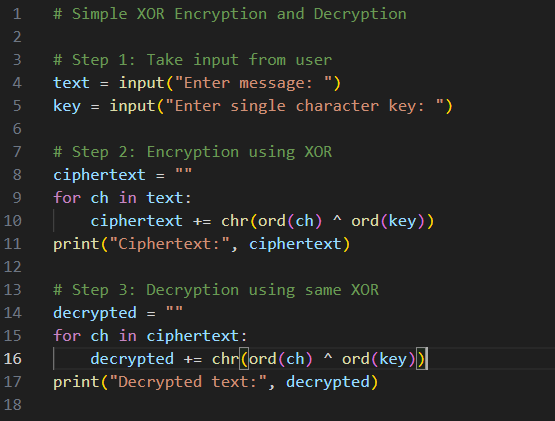 1 # Simple XOR Encryption and Decryption
2
3 # Step 1: Take input from user
4 text = input("Enter message: ")
5 key = input("Enter single character key: ")
6
7 # Step 2: Encryption using XOR
8 ciphertext = ""
9 for ch in text:
10     ciphertext += chr(ord(ch) ^ ord(key))
11 print("Ciphertext:", ciphertext)
12
13 # Step 3: Decryption using same XOR
14 decrypted = ""
15 for ch in ciphertext:
16     decrypted += chr(ord(ch) ^ ord(key))
17 print("Decrypted text:", decrypted)
18